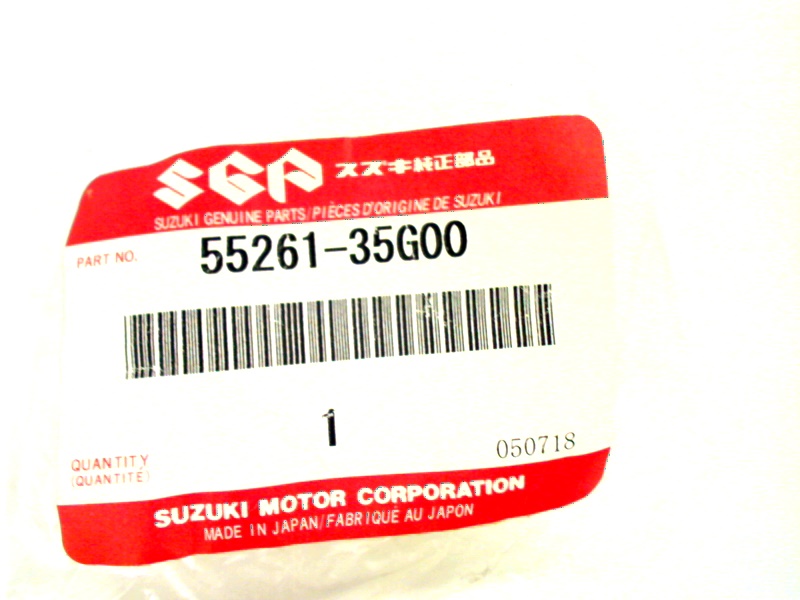 SGP スズキ純正部品
SUZUKI GENUINE PARTS/PIÈCES D'ORIGINE DE SUZUKI
PART NO. 55261-35G00
1
QUANTITY
(QUANTITÉ)
050718
SUZUKI MOTOR CORPORATION
MADE IN JAPAN/FABRIQUÉ AU JAPON